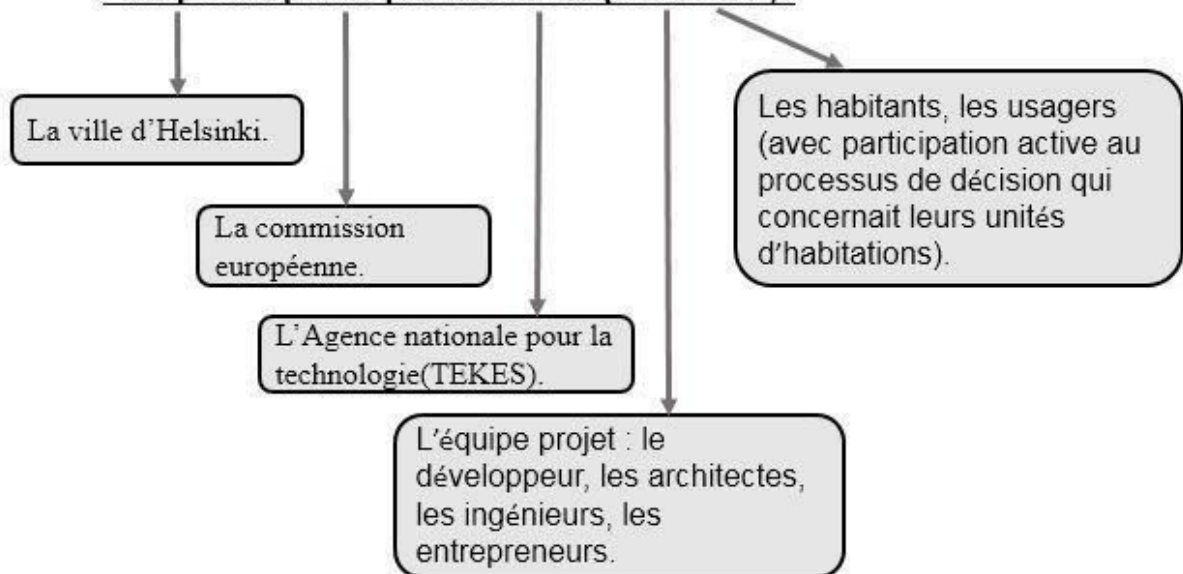 La ville d’Helsinki.
La commission
européenne.
L’Agence nationale pour la
technologie(TEKES).
L’équipe projet : le
développeur, les architectes,
les ingénieurs, les
entrepreneurs.
Les habitants, les usagers
(avec participation active au
processus de décision qui
concernait leurs unités
d’habitations).